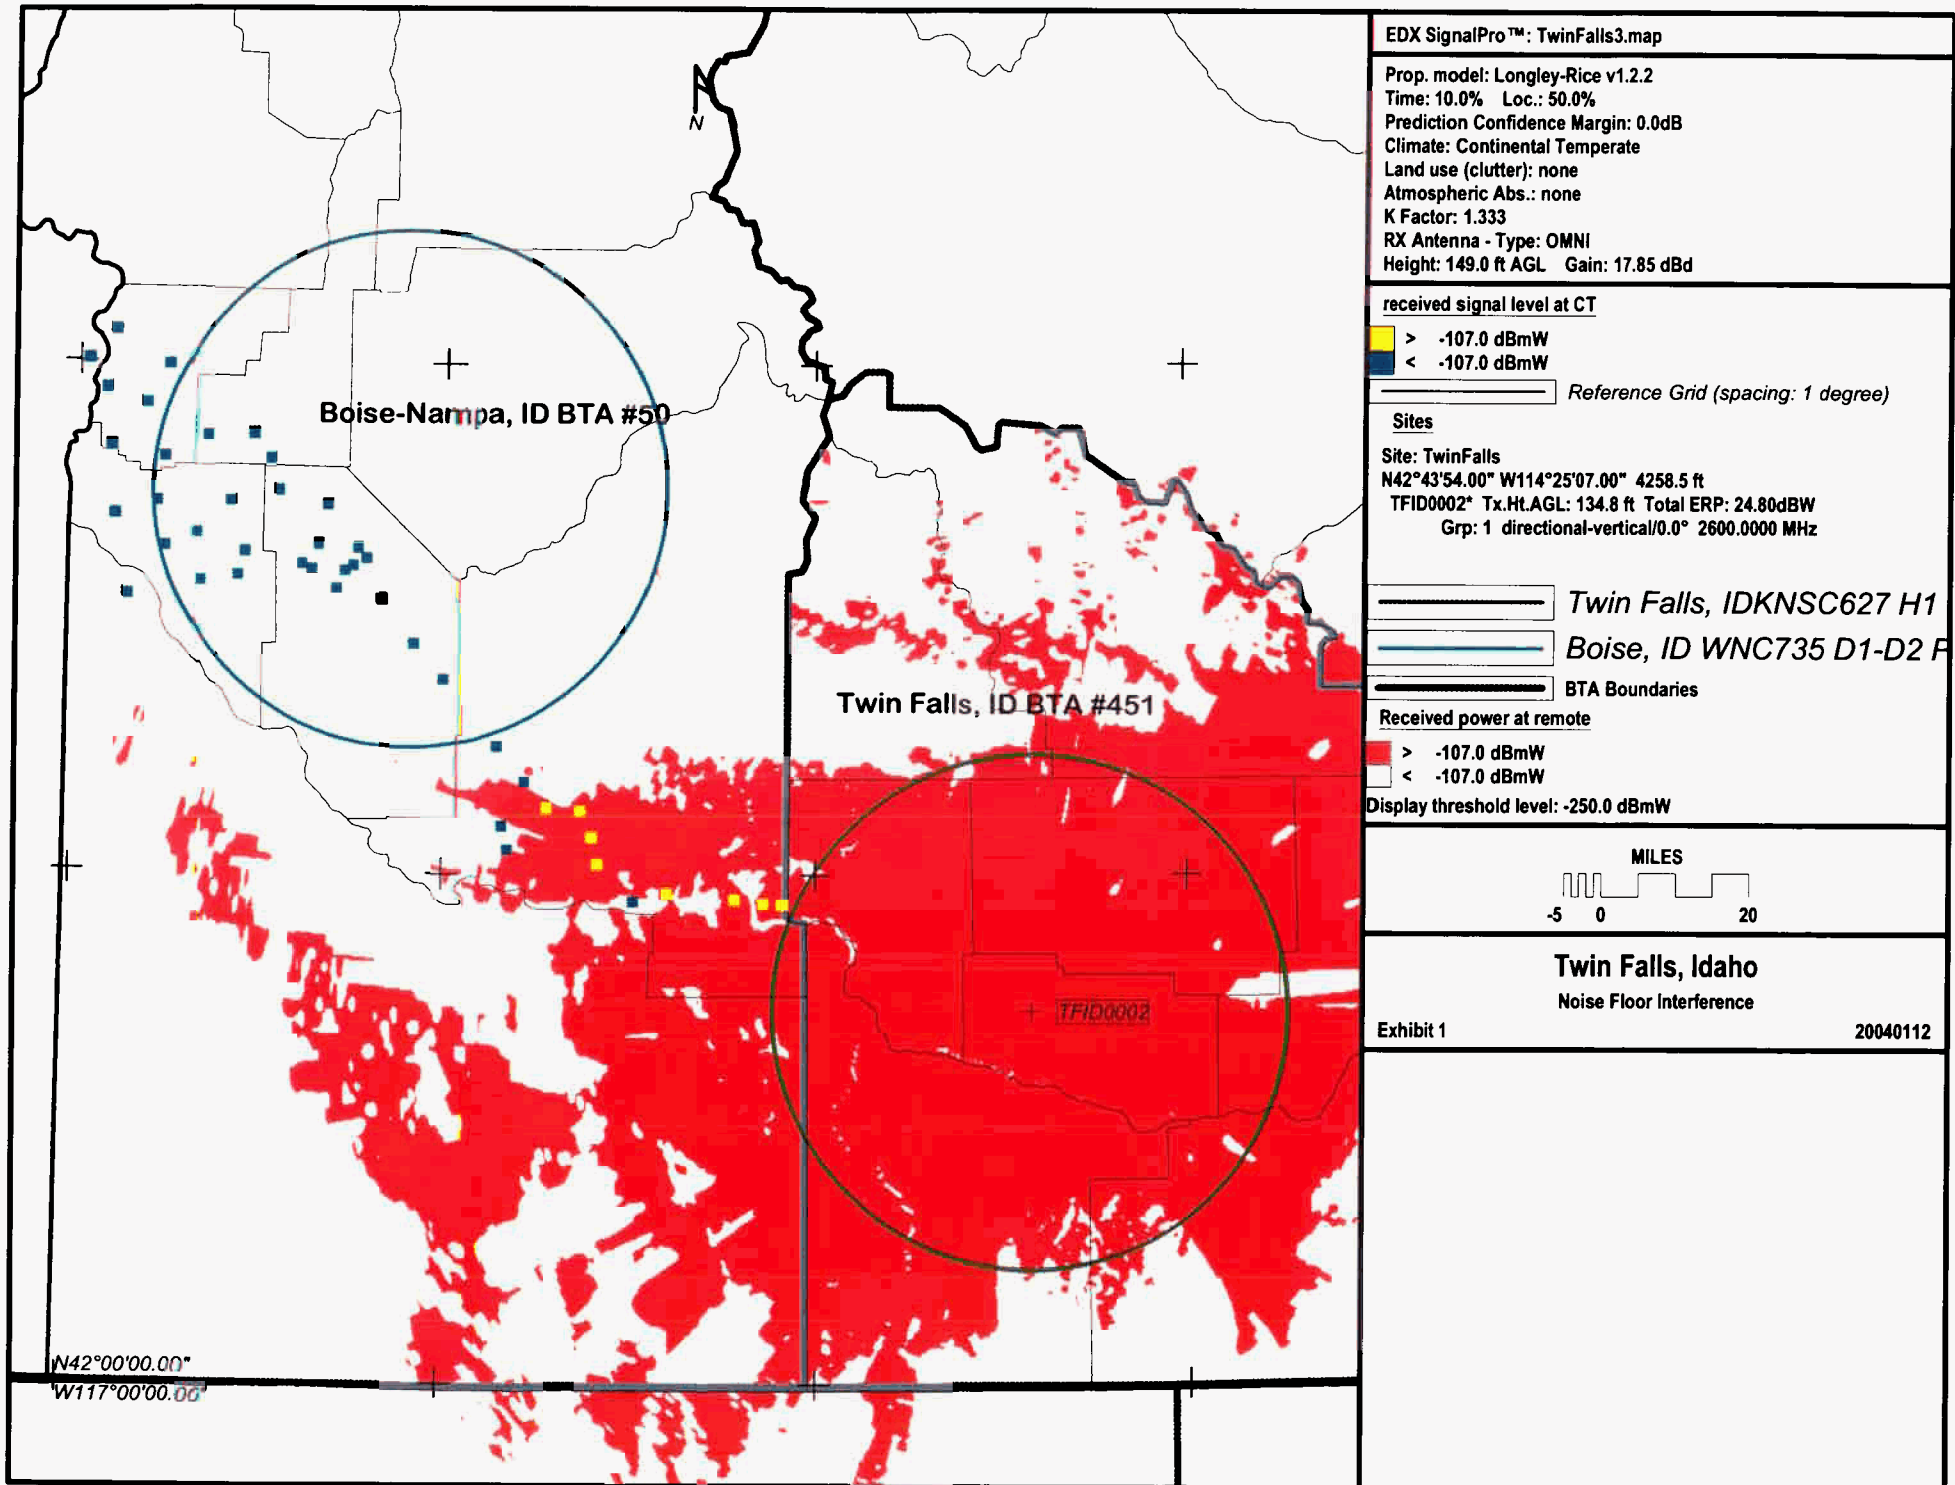 N
Boise-Nampa, ID BTA #50
Twin Falls, ID BTA #451
TFID0002
N42°00'00.00"
W117°00'00.00"
EDX SignalPro™: TwinFalls3.map
Prop. model: Longley-Rice v1.2.2
Time: 10.0% Loc.: 50.0%
Prediction Confidence Margin: 0.0dB
Climate: Continental Temperate
Land use (clutter): none
Atmospheric Abs.: none
K Factor: 1.333
RX Antenna - Type: OMNI
Height: 149.0 ft AGL Gain: 17.85 dBd
received signal level at CT
> -107.0 dBmW
< -107.0 dBmW
Reference Grid (spacing: 1 degree)
Sites
Site: TwinFalls
N42°43'54.00" W114°25'07.00" 4258.5 ft
TFID0002* Tx.Ht.AGL: 134.8 ft Total ERP: 24.80dBW
Grp: 1 directional-vertical/0.0° 2600.0000 MHz
Twin Falls, IDKNSC627 H1
Boise, ID WNC735 D1-D2 P
BTA Boundaries
Received power at remote
> -107.0 dBmW
< -107.0 dBmW
Display threshold level: -250.0 dBmW
MILES
-5 0 20
Twin Falls, Idaho
Noise Floor Interference
Exhibit 1 20040112